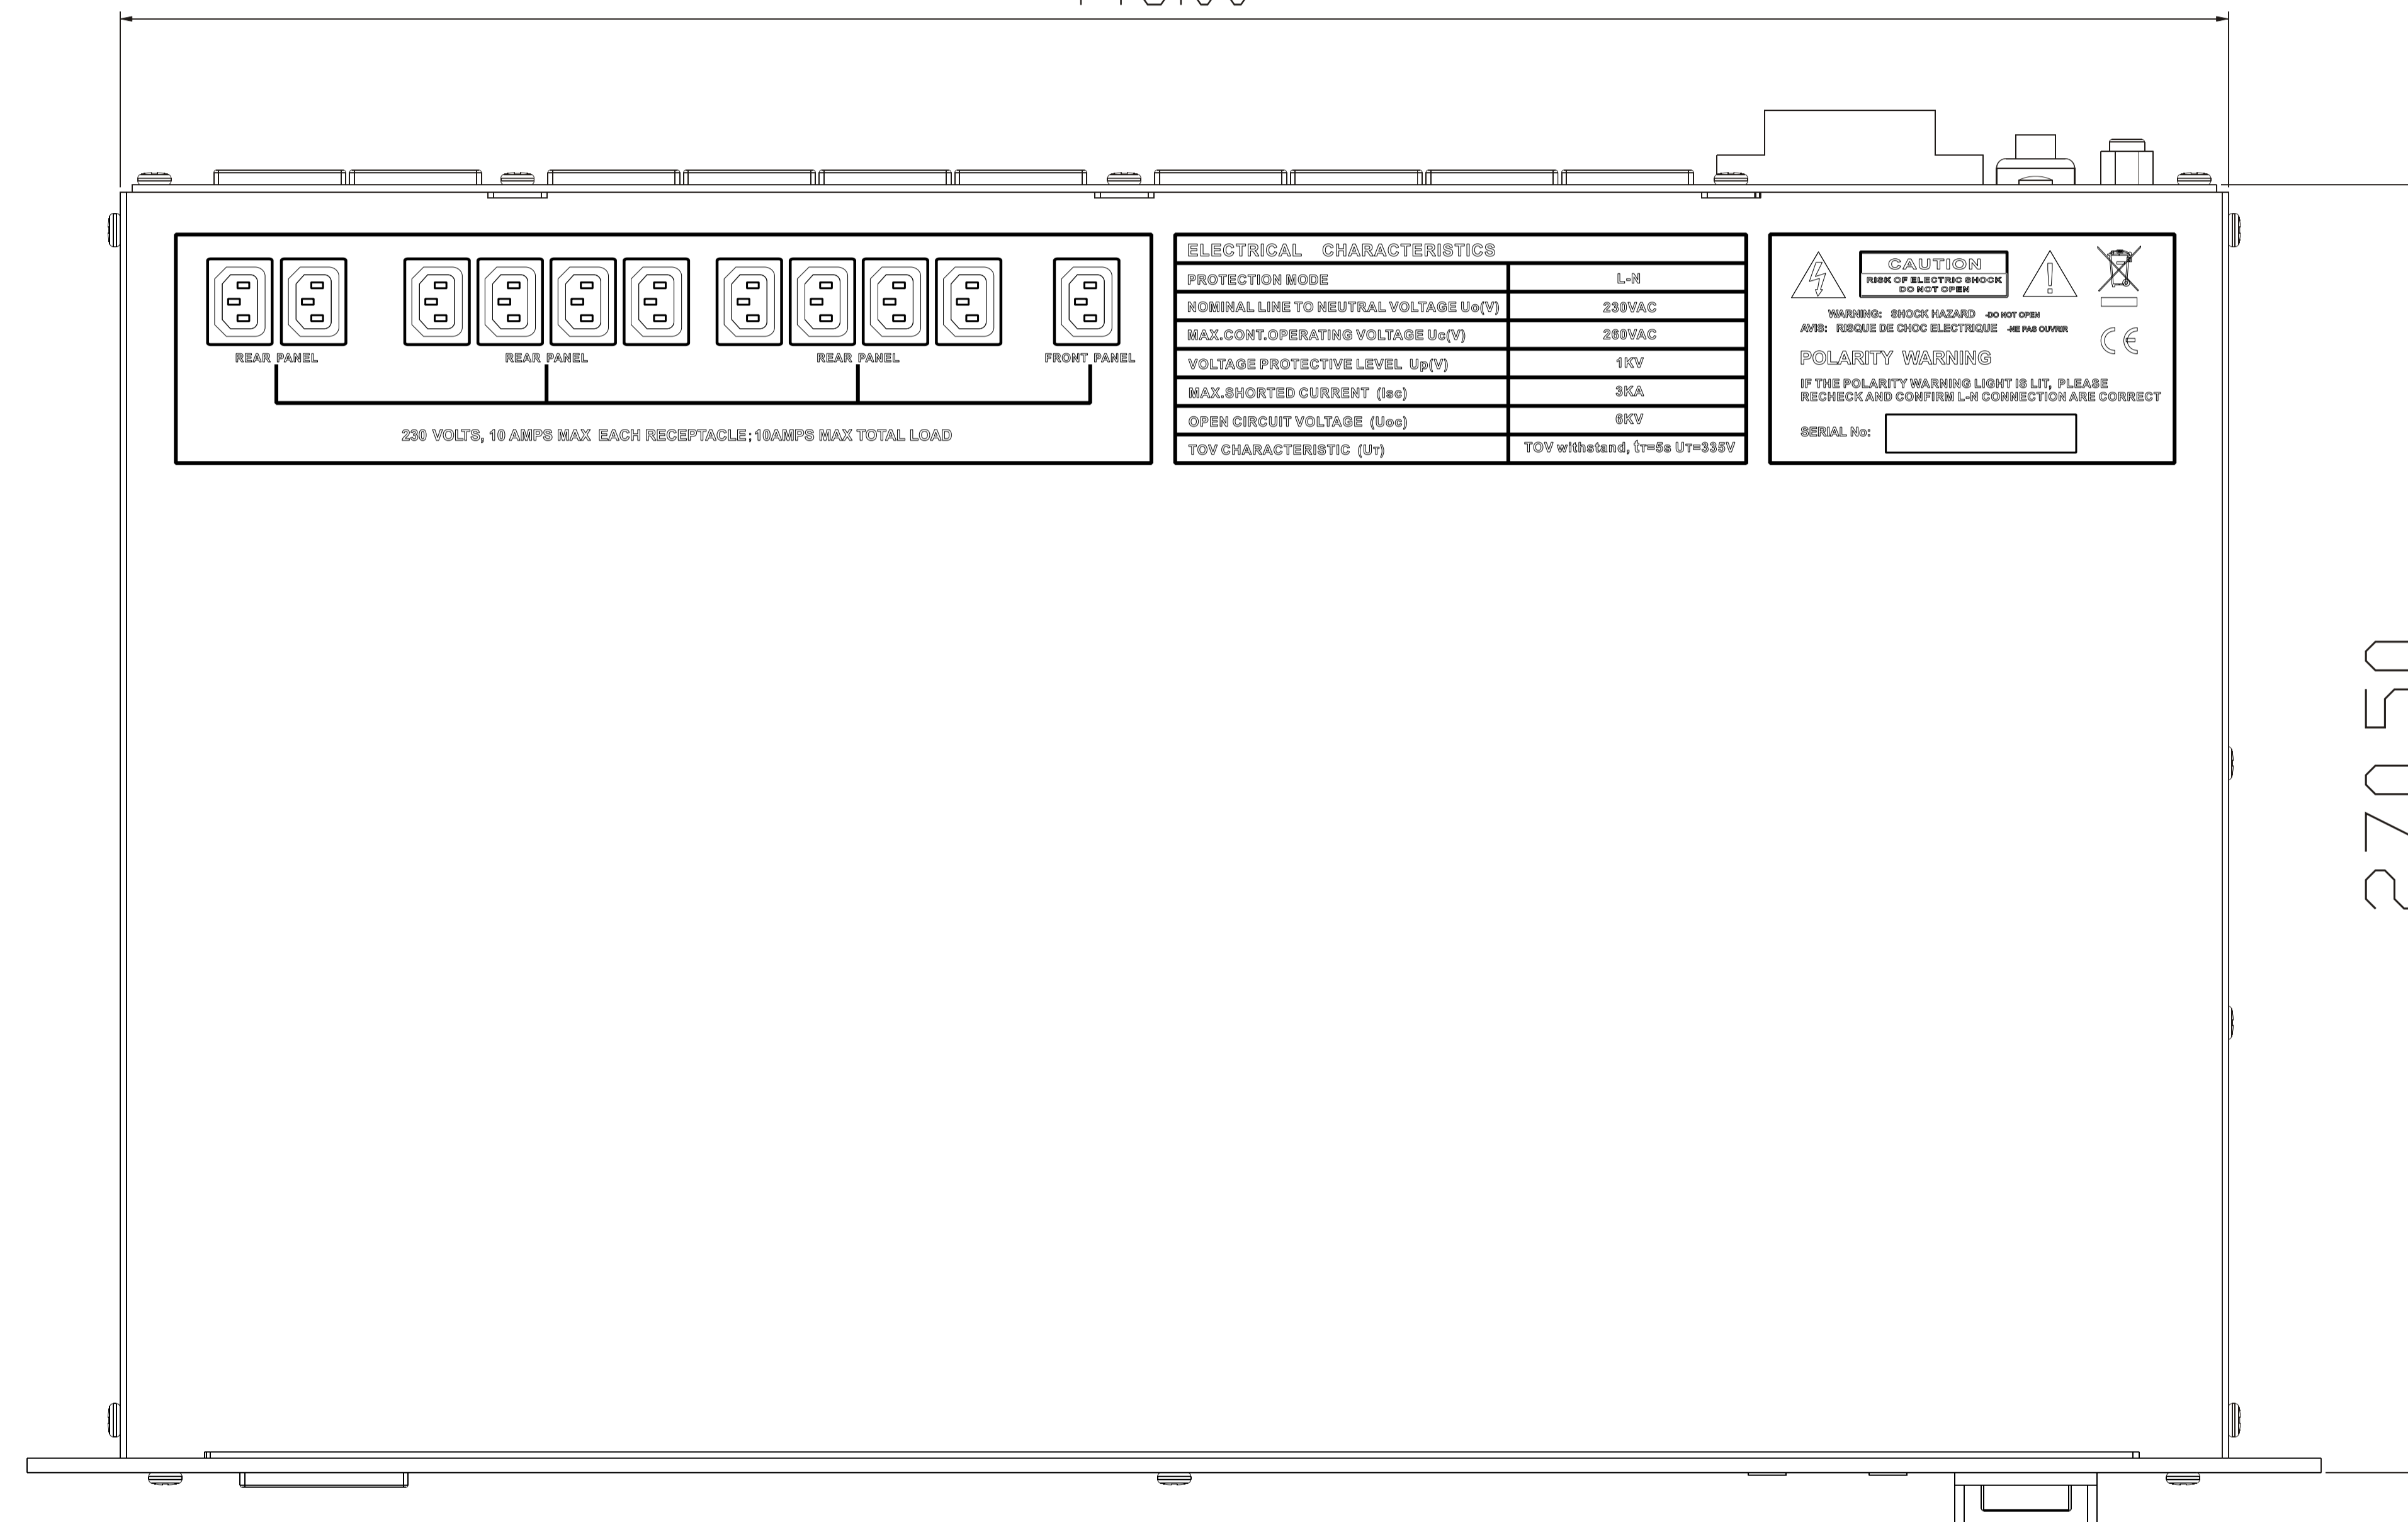 ELECTRICAL CHARACTERISTICS
PROTECTION MODE L-N
NOMINAL LINE TO NEUTRAL VOLTAGE Uo(V) 230VAC
MAX.CONT.OPERATING VOLTAGE Uc(V) 260VAC
VOLTAGE PROTECTIVE LEVEL Up(V) 1KV
MAX.SHORTED CURRENT (Isc) 3KA
OPEN CIRCUIT VOLTAGE (Uoc) 6KV
TOV CHARACTERISTIC (UT) TOV withstand, tT=5s UT=335V
REAR PANEL REAR PANEL REAR PANEL FRONT PANEL
230 VOLTS, 10 AMPS MAX EACH RECEPTACLE; 10AMPS MAX TOTAL LOAD
CAUTION
RISK OF ELECTRIC SHOCK
DO NOT OPEN
WARNING: SHOCK HAZARD -DO NOT OPEN
AVIS: RISQUE DE CHOC ELECTRIQUE -NE PAS OUVRIR
CE
POLARITY WARNING
IF THE POLARITY WARNING LIGHT IS LIT, PLEASE
RECHECK AND CONFIRM L-N CONNECTION ARE CORRECT
SERIAL No: